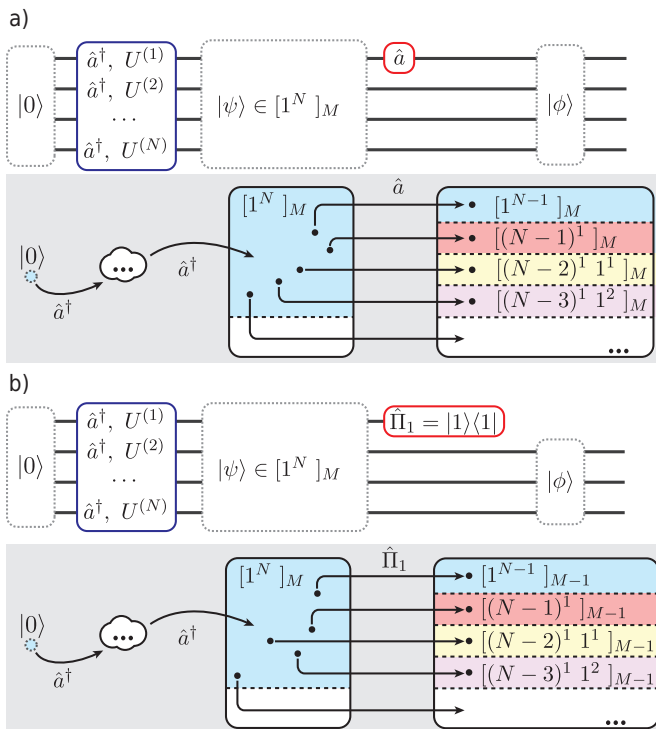 a)
|0⟩
â†, U^(1)
â†, U^(2)
...
â†, U^(N)
|ψ⟩ ∈ [1^N ]_M
â
|ϕ⟩
[1^N ]_M
â
[1^{N−1} ]_M
[(N − 1)^1 ]_M
[(N − 2)^1 1^1 ]_M
[(N − 3)^1 1^2 ]_M
...
|0⟩
...
â†
â†
b)
|0⟩
â†, U^(1)
â†, U^(2)
...
â†, U^(N)
|ψ⟩ ∈ [1^N ]_M
Π̂_1 = |1⟩⟨1|
|ϕ⟩
[1^N ]_M
Π̂_1
[1^{N−1} ]_{M−1}
[(N − 1)^1 ]_{M−1}
[(N − 2)^1 1^1 ]_{M−1}
[(N − 3)^1 1^2 ]_{M−1}
...
|0⟩
...
â†
â†